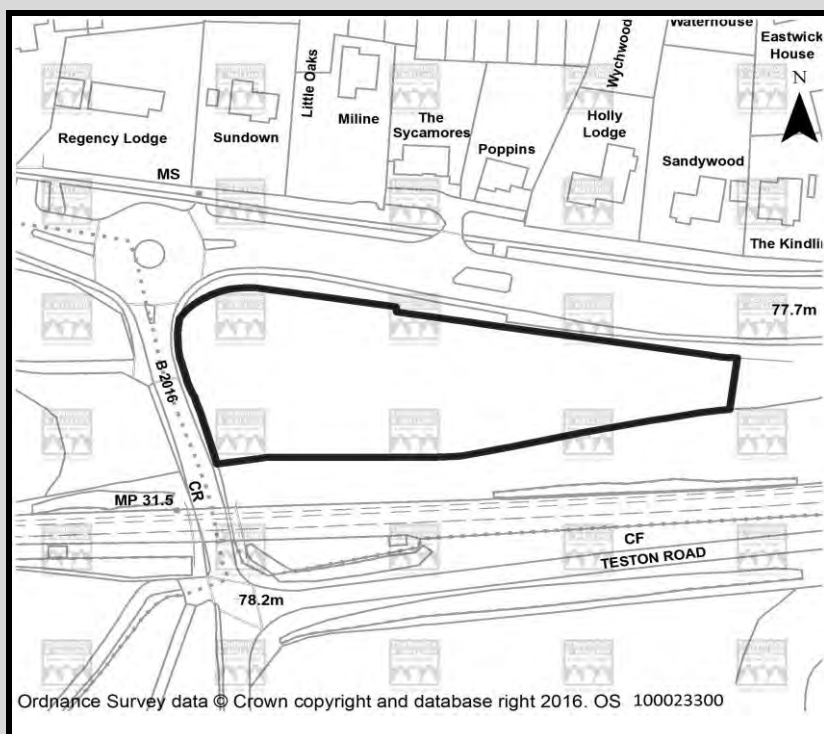 Waterhouse
Eastwick
House
N
Wychwood
Little Oaks
Miline
The
Sycamores
Poppins
Holly
Lodge
Regency Lodge
Sundown
Sandywood
MS
The Kindli
77.7m
B 2016
CR
MP 31.5
CF
TESTON ROAD
78.2m
Ordnance Survey data © Crown copyright and database right 2016. OS 100023300